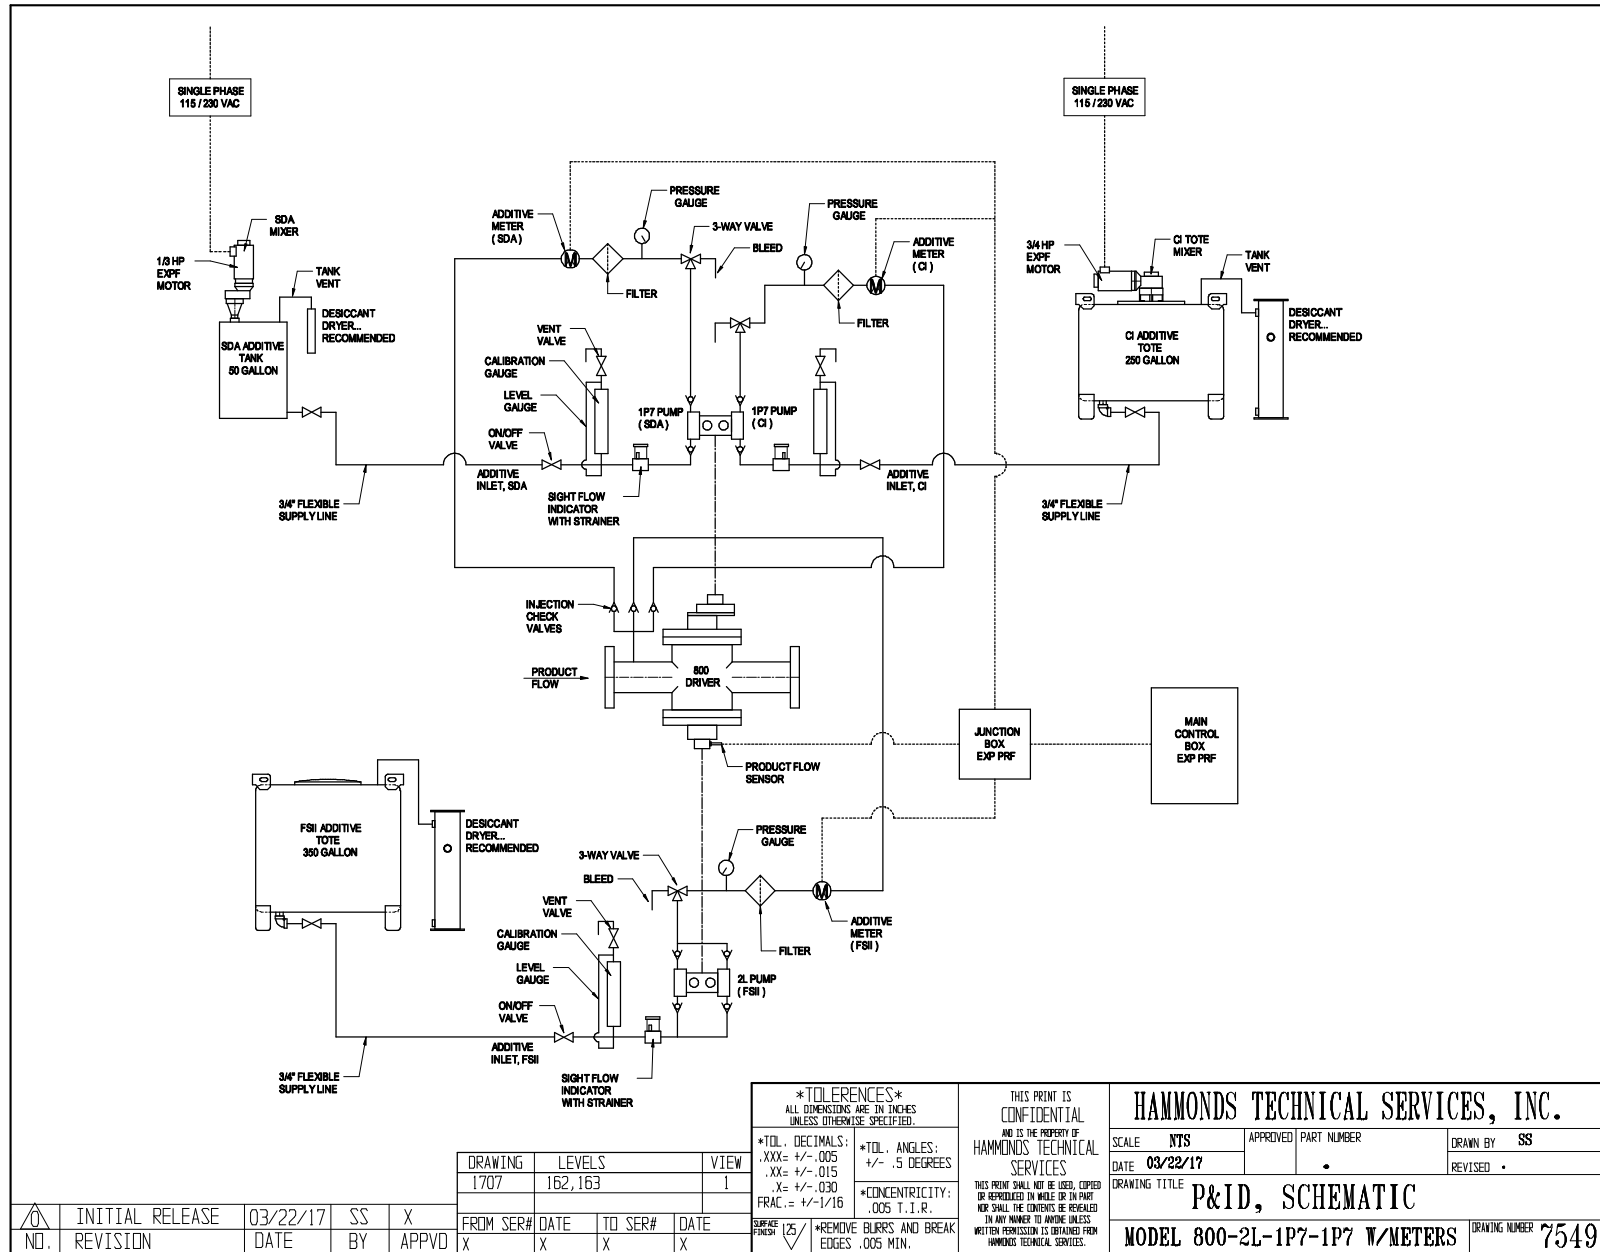 SINGLE PHASE
115 / 230 VAC
SINGLE PHASE
115 / 230 VAC
SDA
MIXER
1/3 HP
EXPF
MOTOR
TANK
VENT
DESICCANT
DRYER...
RECOMMENDED
SDA ADDITIVE
TANK
50 GALLON
ADDITIVE
METER
( SDA )
PRESSURE
GAUGE
3-WAY VALVE
BLEED
FILTER
PRESSURE
GAUGE
ADDITIVE
METER
( CI )
FILTER
3/4 HP
EXPF
MOTOR
CI TOTE
MIXER
TANK
VENT
CI ADDITIVE
TOTE
250 GALLON
DESICCANT
DRYER...
RECOMMENDED
VENT
VALVE
CALIBRATION
GAUGE
LEVEL
GAUGE
ON/OFF
VALVE
1P7 PUMP
( SDA )
1P7 PUMP
( CI )
ADDITIVE
INLET, SDA
SIGHT FLOW
INDICATOR
WITH STRAINER
ADDITIVE
INLET, CI
3/4" FLEXIBLE
SUPPLY LINE
3/4" FLEXIBLE
SUPPLY LINE
INJECTION
CHECK
VALVES
PRODUCT
FLOW
800
DRIVER
PRODUCT FLOW
SENSOR
JUNCTION
BOX
EXP PRF
MAIN
CONTROL
BOX
EXP PRF
FSII ADDITIVE
TOTE
350 GALLON
DESICCANT
DRYER...
RECOMMENDED
PRESSURE
GAUGE
3-WAY VALVE
BLEED
VENT
VALVE
CALIBRATION
GAUGE
LEVEL
GAUGE
ON/OFF
VALVE
FILTER
ADDITIVE
METER
( FSII )
2L PUMP
( FSII )
ADDITIVE
INLET, FSII
SIGHT FLOW
INDICATOR
WITH STRAINER
3/4" FLEXIBLE
SUPPLY LINE
*TOLERENCES*
ALL DIMENSIONS ARE IN INCHES
UNLESS OTHERWISE SPECIFIED.
*TOL. DECIMALS:
.XXX= +/-.005
.XX= +/-.015
.X= +/-.030
FRAC.= +/-1/16
*TOL. ANGLES:
+/- .5 DEGREES
*CONCENTRICITY:
.005 T.I.R.
SURFACE
FINISH
125
*REMOVE BURRS AND BREAK
EDGES .005 MIN.
THIS PRINT IS
CONFIDENTIAL
AND IS THE PROPERTY OF
HAMMONDS TECHNICAL
SERVICES
THIS PRINT SHALL NOT BE USED, COPIED
OR REPRODUCED IN WHOLE OR IN PART
NOR SHALL THE CONTENTS BE REVEALED
IN ANY MANNER TO ANYONE UNLESS
WRITTEN PERMISSION IS OBTAINED FROM
HAMMONDS TECHNICAL SERVICES.
HAMMONDS TECHNICAL SERVICES, INC.
SCALE NTS
APPROVED
PART NUMBER
.
DRAWN BY SS
DATE 03/22/17
REVISED .
DRAWING TITLE
P&ID, SCHEMATIC
MODEL 800-2L-1P7-1P7 W/METERS
DRAWING NUMBER 7549
DRAWING LEVELS VIEW
1707 162,163 1
FROM SER# DATE TO SER# DATE
X X X X
0 INITIAL RELEASE 03/22/17 SS X
NO. REVISION DATE BY APPVD